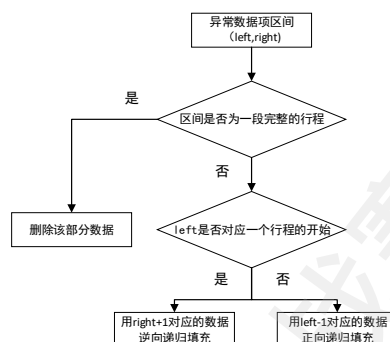 异常数据项区间
（left,right)
是
区间是否为一段完整的行程
否
删除该部分数据
left是否对应一个行程的开始
是
否
用right+1对应的数据
逆向递归填充
用left-1对应的数据
正向递归填充